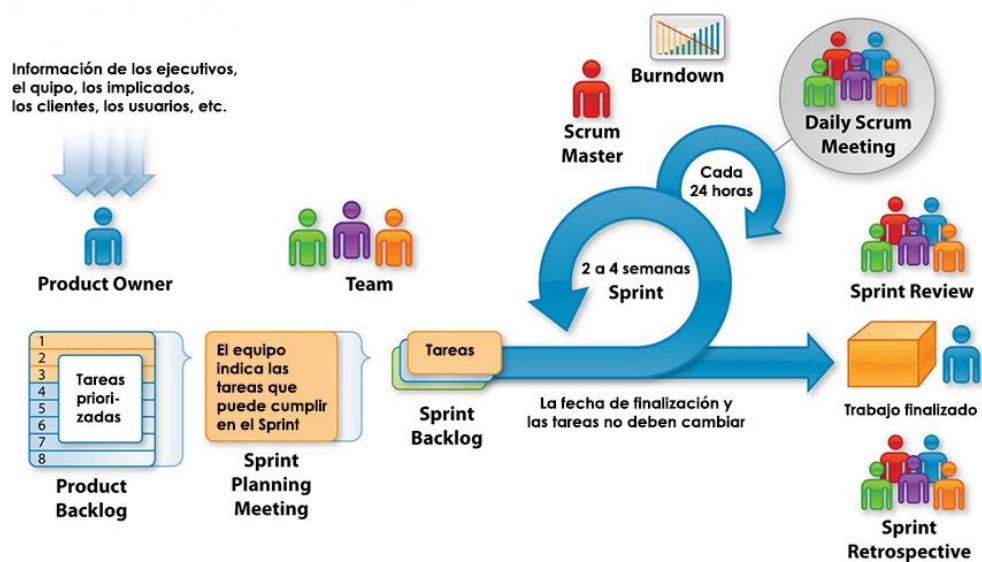 Información de los ejecutivos,
el quipo, los implicados,
los clientes, los usuarios, etc.
Product Owner
Team
Scrum
Master
Burndown
Daily Scrum
Meeting
Cada
24 horas
2 a 4 semanas
Sprint
Sprint Review
1
2
3
4
5
6
7
8
Tareas
priori-
zadas
Product
Backlog
El equipo
indica las
tareas que
puede cumplir
en el Sprint
Sprint
Planning
Meeting
Tareas
Sprint
Backlog
La fecha de finalización y
las tareas no deben cambiar
Trabajo finalizado
Sprint
Retrospective